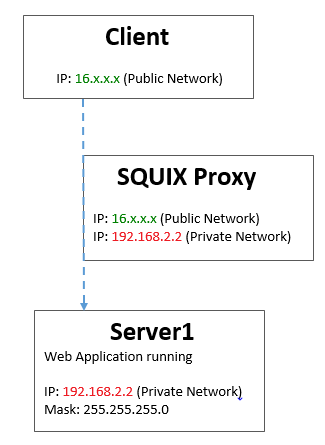 Client
IP: 16.x.x.x (Public Network)
SQUIX Proxy
IP: 16.x.x.x (Public Network)
IP: 192.168.2.2 (Private Network)
Server1
Web Application running
IP: 192.168.2.2 (Private Network)
Mask: 255.255.255.0